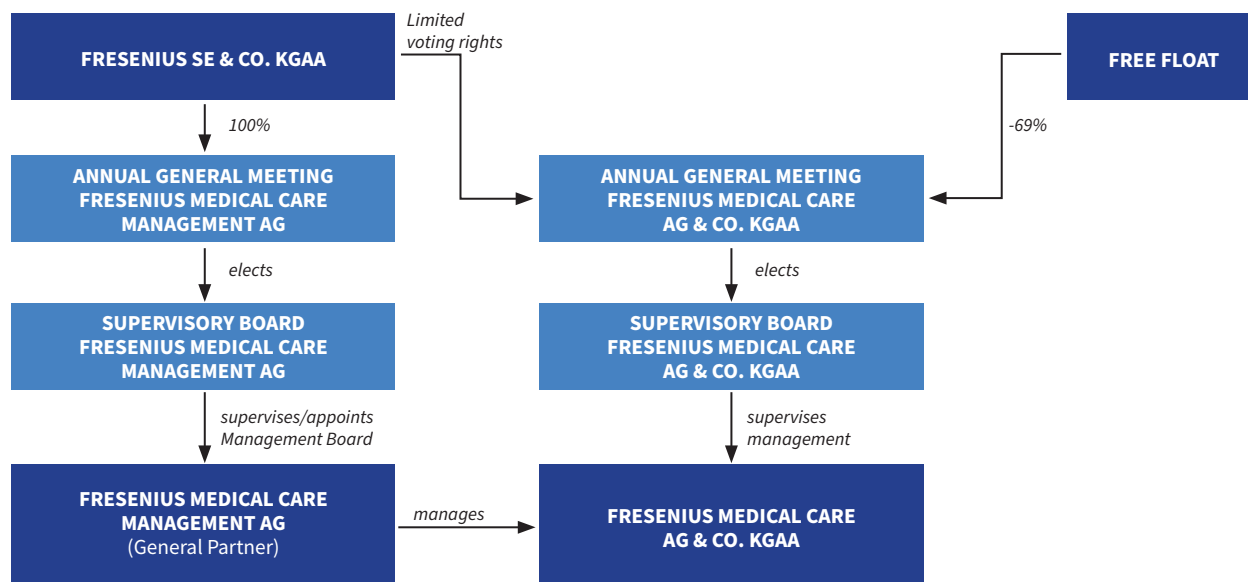 Limited
voting rights
FRESENIUS SE & CO. KGAA
FREE FLOAT
100%
-69%
ANNUAL GENERAL MEETING
FRESENIUS MEDICAL CARE
MANAGEMENT AG
ANNUAL GENERAL MEETING
FRESENIUS MEDICAL CARE
AG & CO. KGAA
elects
elects
SUPERVISORY BOARD
FRESENIUS MEDICAL CARE
MANAGEMENT AG
SUPERVISORY BOARD
FRESENIUS MEDICAL CARE
AG & CO. KGAA
supervises/appoints
Management Board
supervises
management
FRESENIUS MEDICAL CARE
MANAGEMENT AG
(General Partner)
manages
FRESENIUS MEDICAL CARE
AG & CO. KGAA